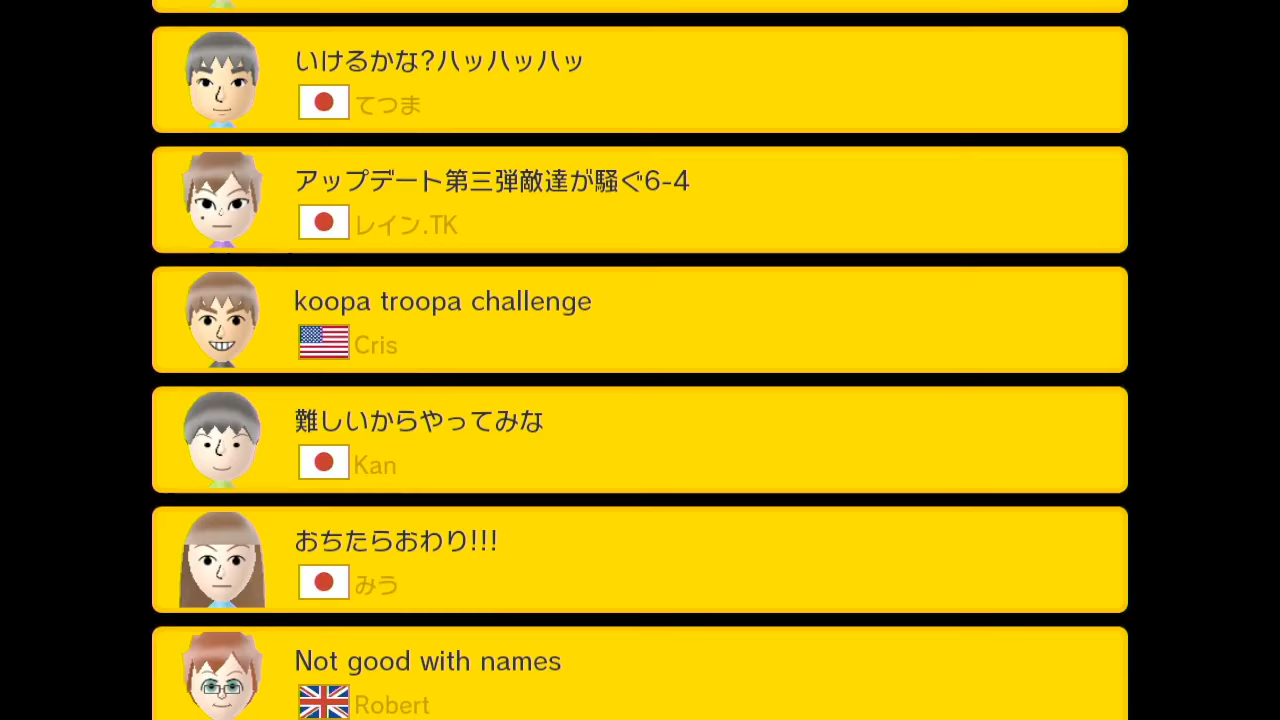 いけるかな?ハッハッハッ
てつま
アップデート第三弾敵達が騒ぐ6-4
レイン.TK
koopa troopa challenge
Cris
難しいからやってみな
Kan
おちたらおわり!!!
みう
Not good with names
Robert